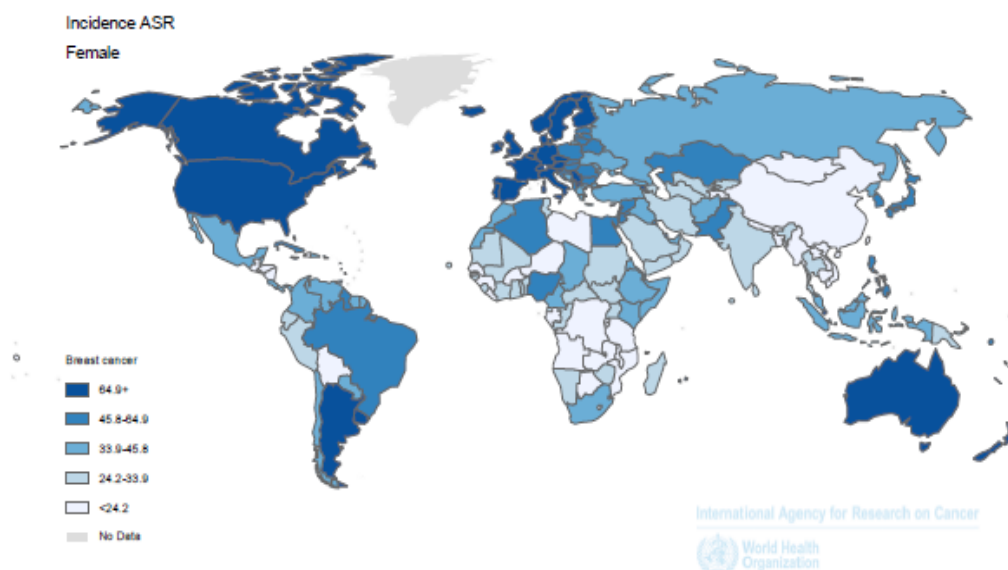 Incidence ASR
Female
Breast cancer
64.9+
45.8-64.9
33.9-45.8
24.2-33.9
<24.2
No Data
International Agency for Research on Cancer
World Health
Organization